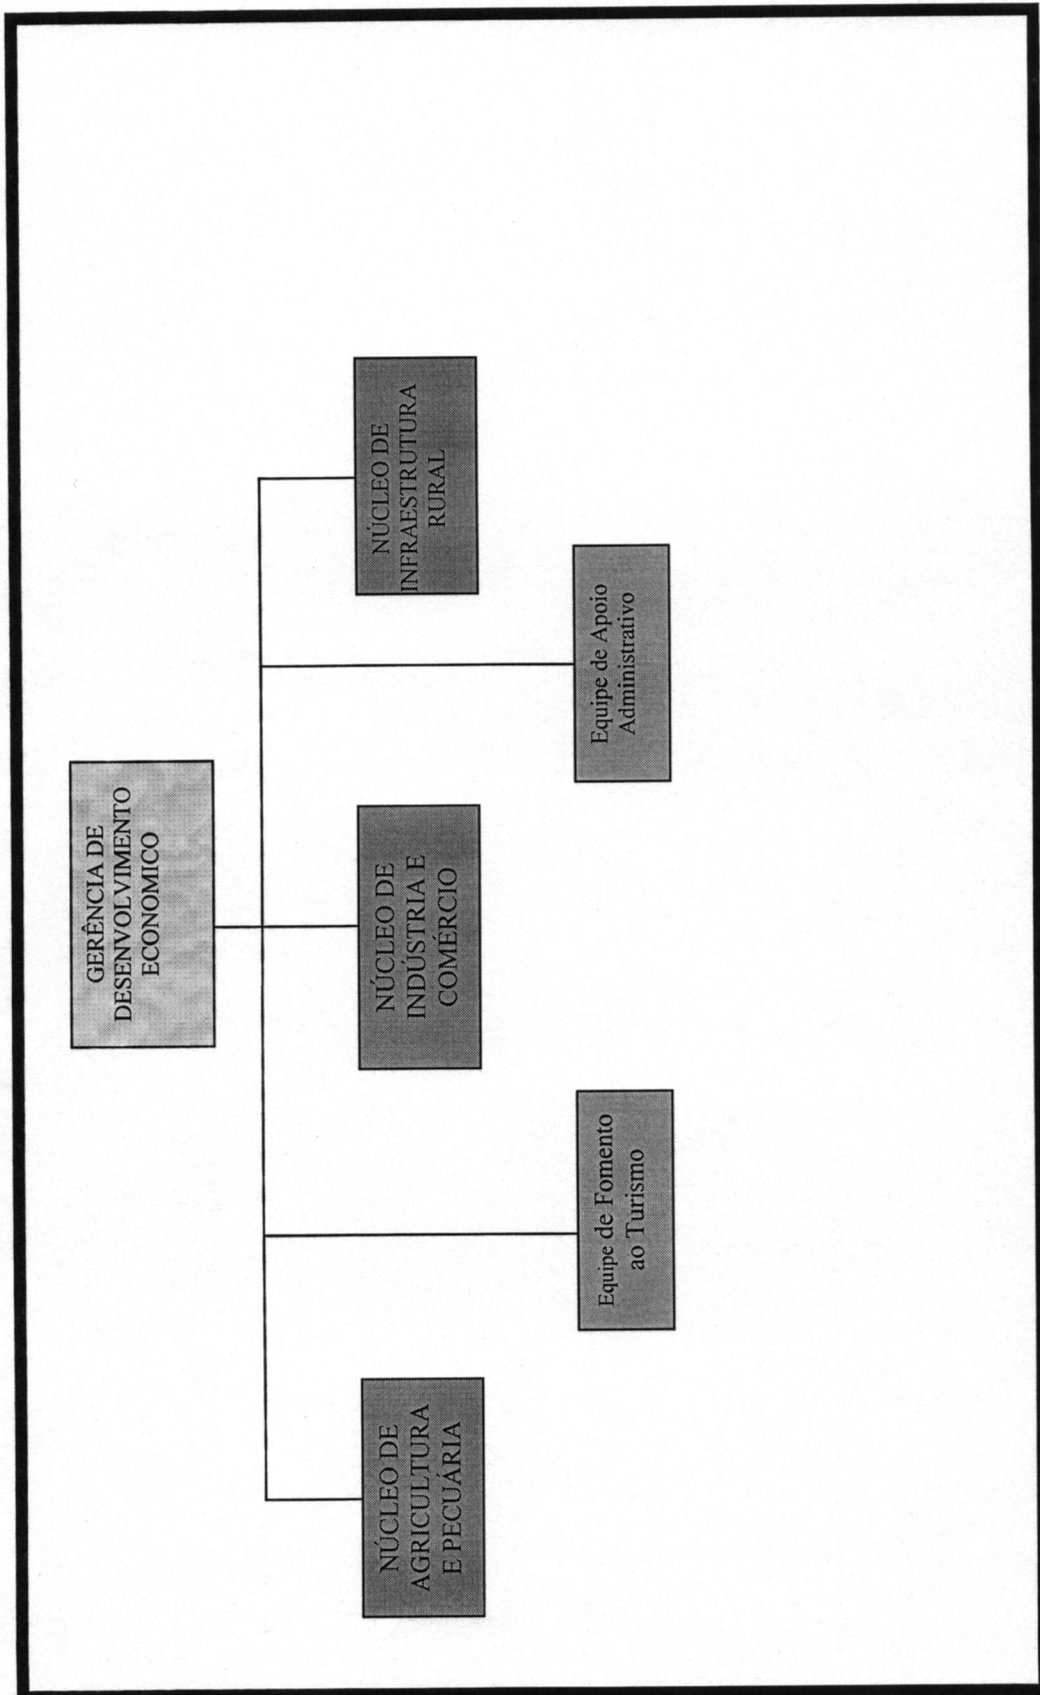 GERÊNCIA DE
DESENVOLVIMENTO
ECONOMICO
NÚCLEO DE
AGRICULTURA
E PECUÁRIA
NÚCLEO DE
INDÚSTRIA E
COMÉRCIO
NÚCLEO DE
INFRAESTRUTURA
RURAL
Equipe de Fomento
ao Turismo
Equipe de Apoio
Administrativo